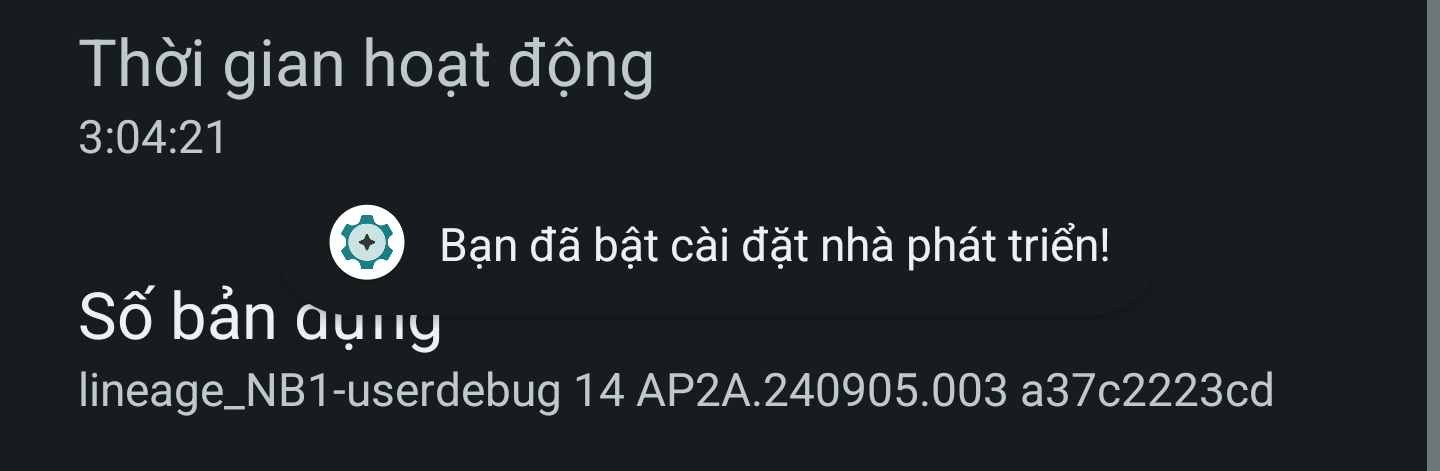 Thời gian hoạt động
3:04:21
Bạn đã bật cài đặt nhà phát triển!
Số bản dựng
lineage_NB1-userdebug 14 AP2A.240905.003 a37c2223cd